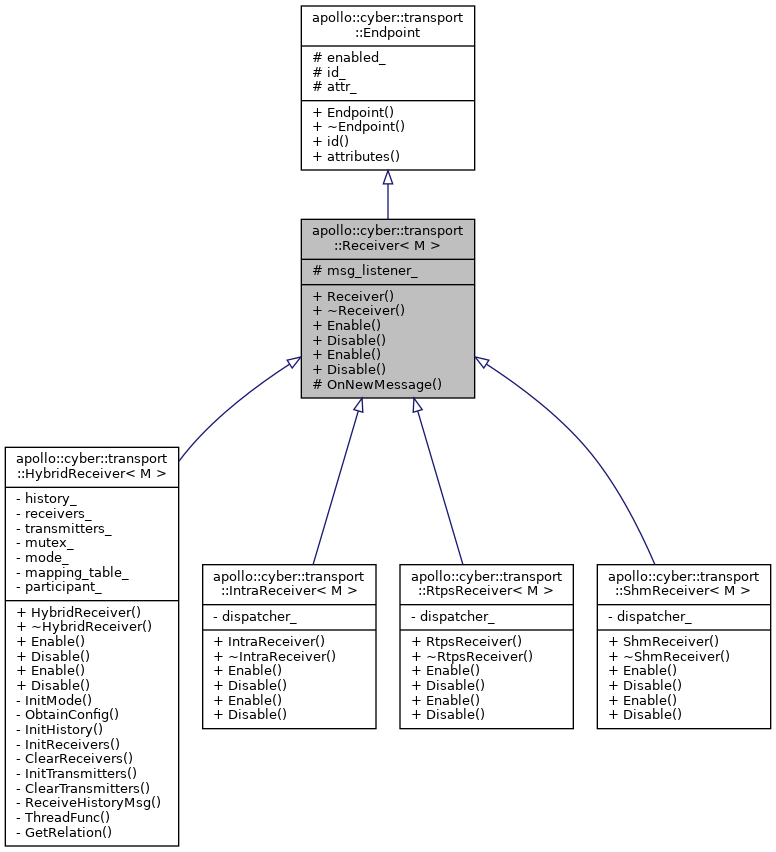 apollo::cyber::transport
::Endpoint
# enabled_
# id_
# attr_
+ Endpoint()
+ ~Endpoint()
+ id()
+ attributes()
apollo::cyber::transport
::Receiver< M >
# msg_listener_
+ Receiver()
+ ~Receiver()
+ Enable()
+ Disable()
+ Enable()
+ Disable()
# OnNewMessage()
apollo::cyber::transport
::HybridReceiver< M >
- history_
- receivers_
- transmitters_
- mutex_
- mode_
- mapping_table_
- participant_
+ HybridReceiver()
+ ~HybridReceiver()
+ Enable()
+ Disable()
+ Enable()
+ Disable()
- InitMode()
- ObtainConfig()
- InitHistory()
- InitReceivers()
- ClearReceivers()
- InitTransmitters()
- ClearTransmitters()
- ReceiveHistoryMsg()
- ThreadFunc()
- GetRelation()
apollo::cyber::transport
::IntraReceiver< M >
- dispatcher_
+ IntraReceiver()
+ ~IntraReceiver()
+ Enable()
+ Disable()
+ Enable()
+ Disable()
apollo::cyber::transport
::RtpsReceiver< M >
- dispatcher_
+ RtpsReceiver()
+ ~RtpsReceiver()
+ Enable()
+ Disable()
+ Enable()
+ Disable()
apollo::cyber::transport
::ShmReceiver< M >
- dispatcher_
+ ShmReceiver()
+ ~ShmReceiver()
+ Enable()
+ Disable()
+ Enable()
+ Disable()